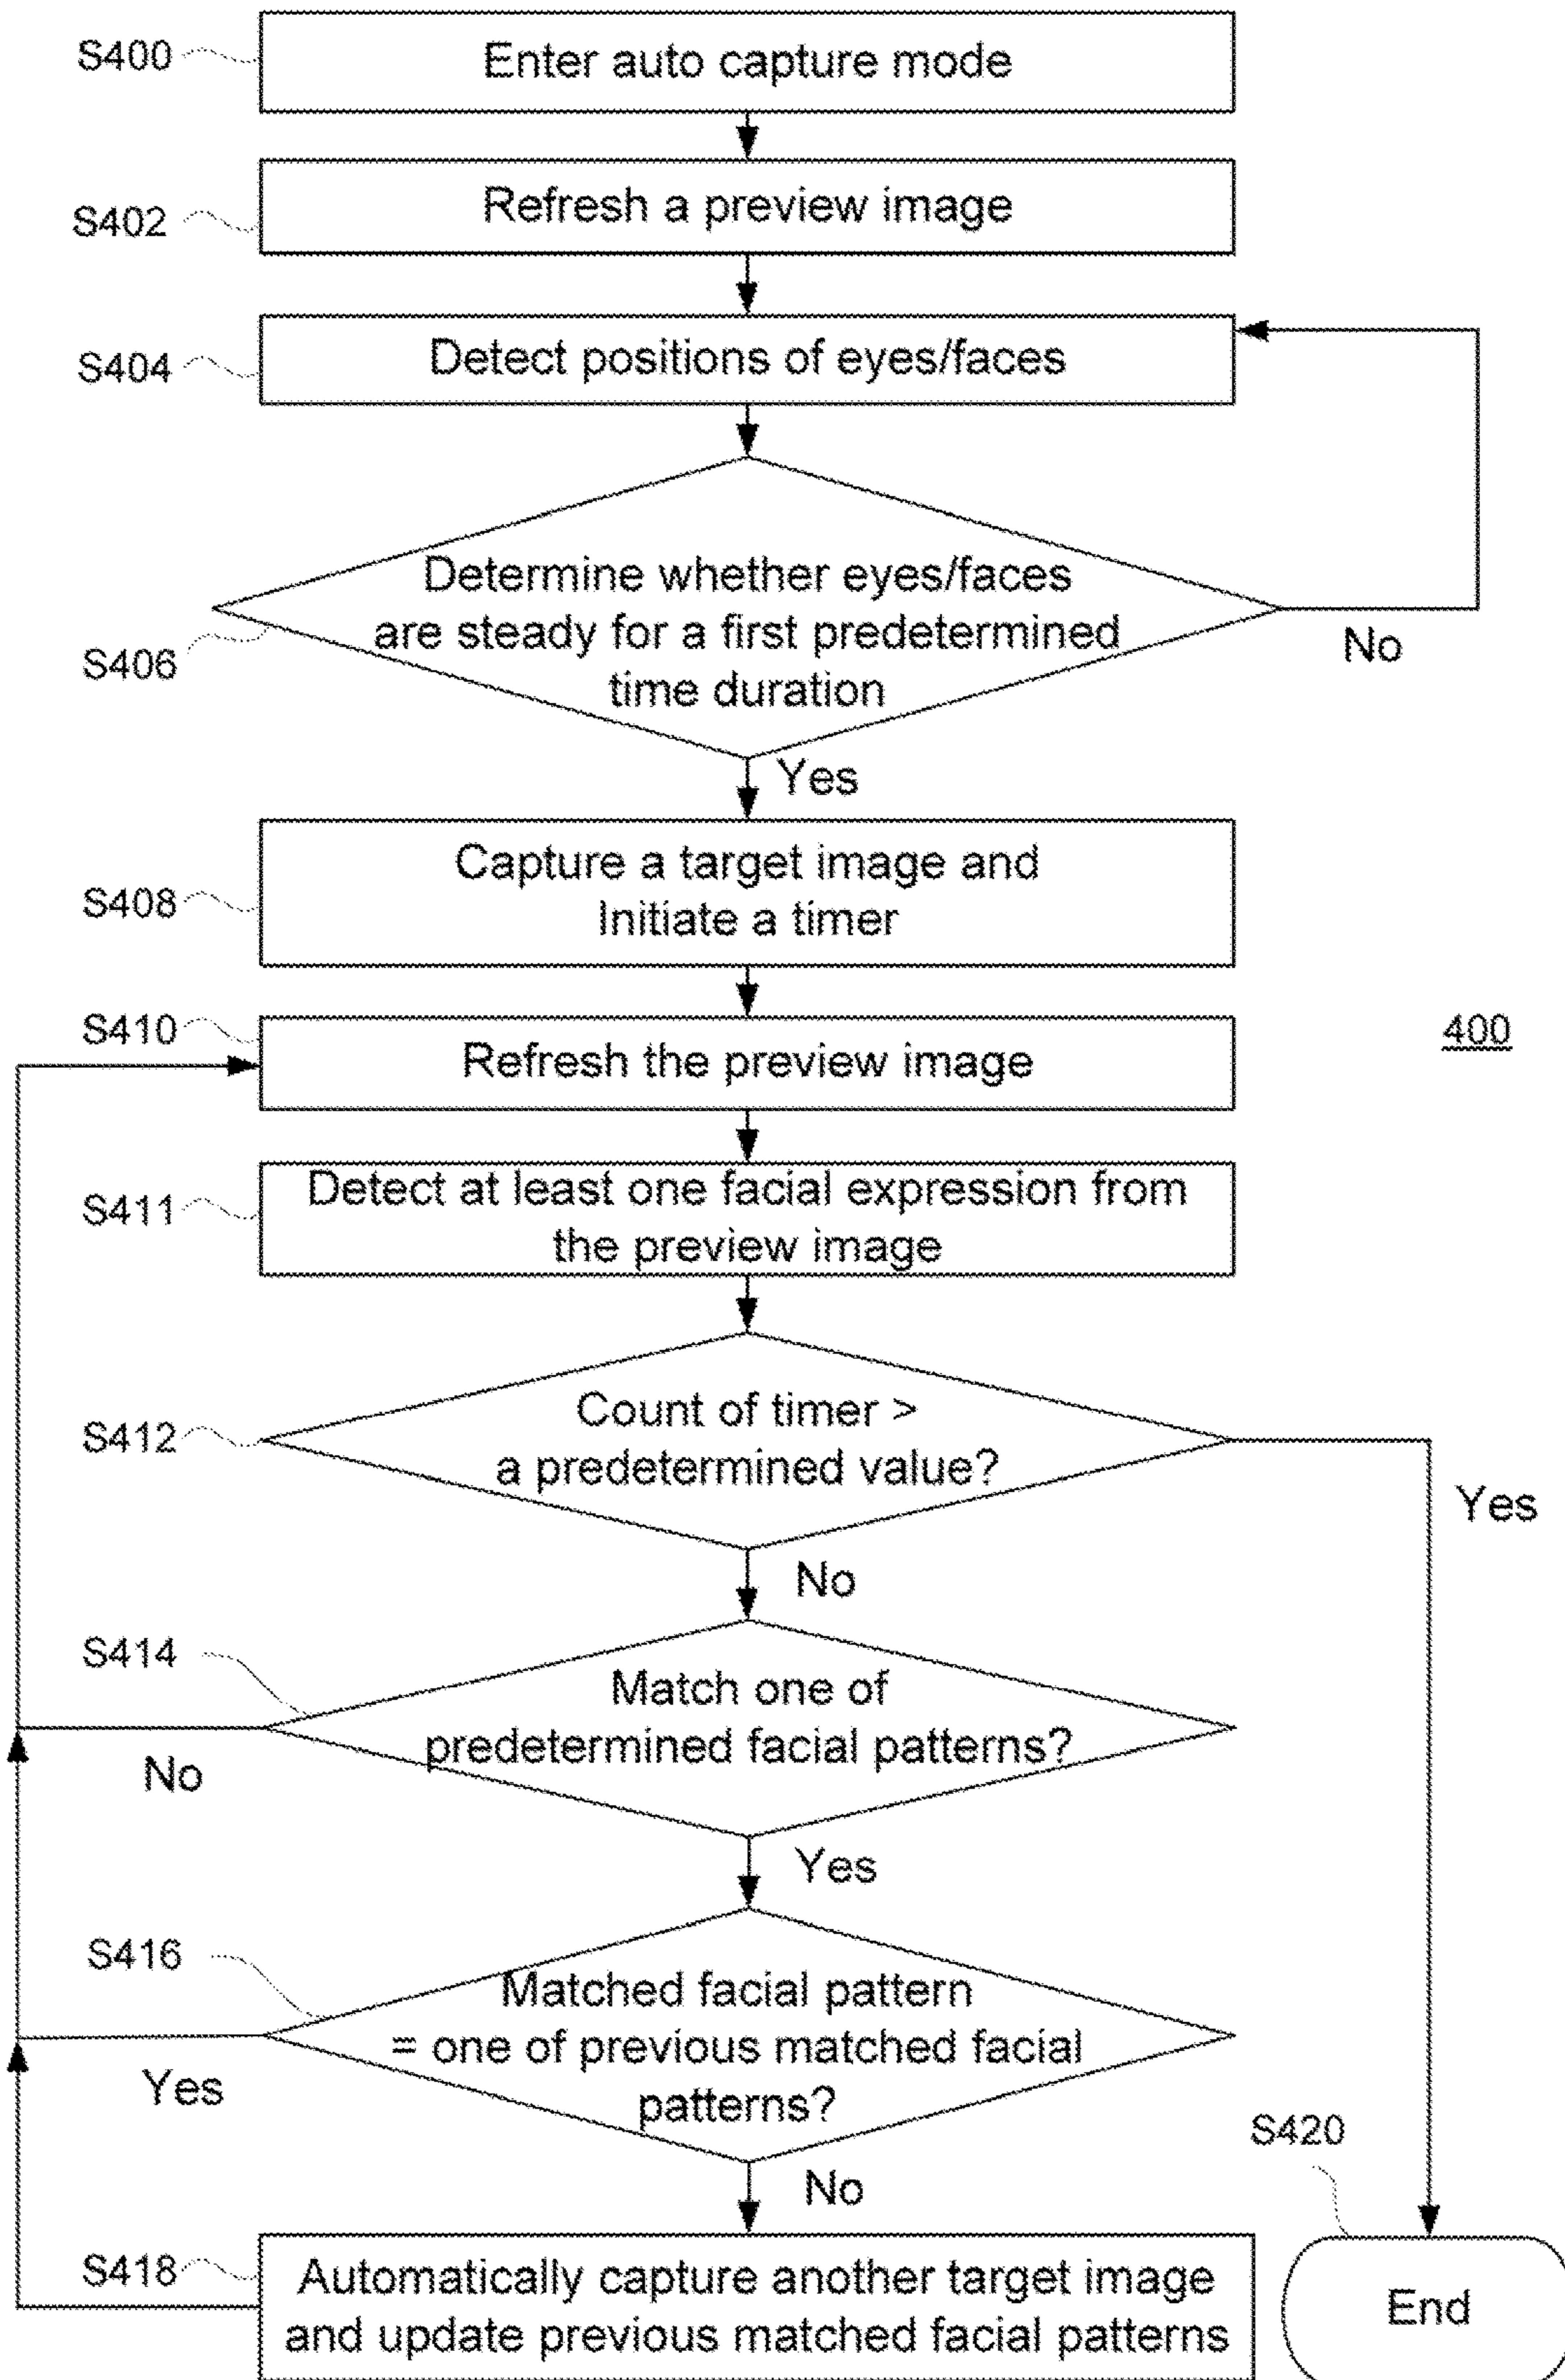 S400
Enter auto capture mode
S402
Refresh a preview image
S404
Detect positions of eyes/faces
S406
Determine whether eyes/faces
are steady for a first predetermined
time duration
No
Yes
S408
Capture a target image and
Initiate a timer
S410
Refresh the preview image
400
S411
Detect at least one facial expression from
the preview image
S412
Count of timer >
a predetermined value?
Yes
No
S414
Match one of
predetermined facial patterns?
No
Yes
S416
Matched facial pattern
= one of previous matched facial
patterns?
Yes
No
S418
Automatically capture another target image
and update previous matched facial patterns
S420
End